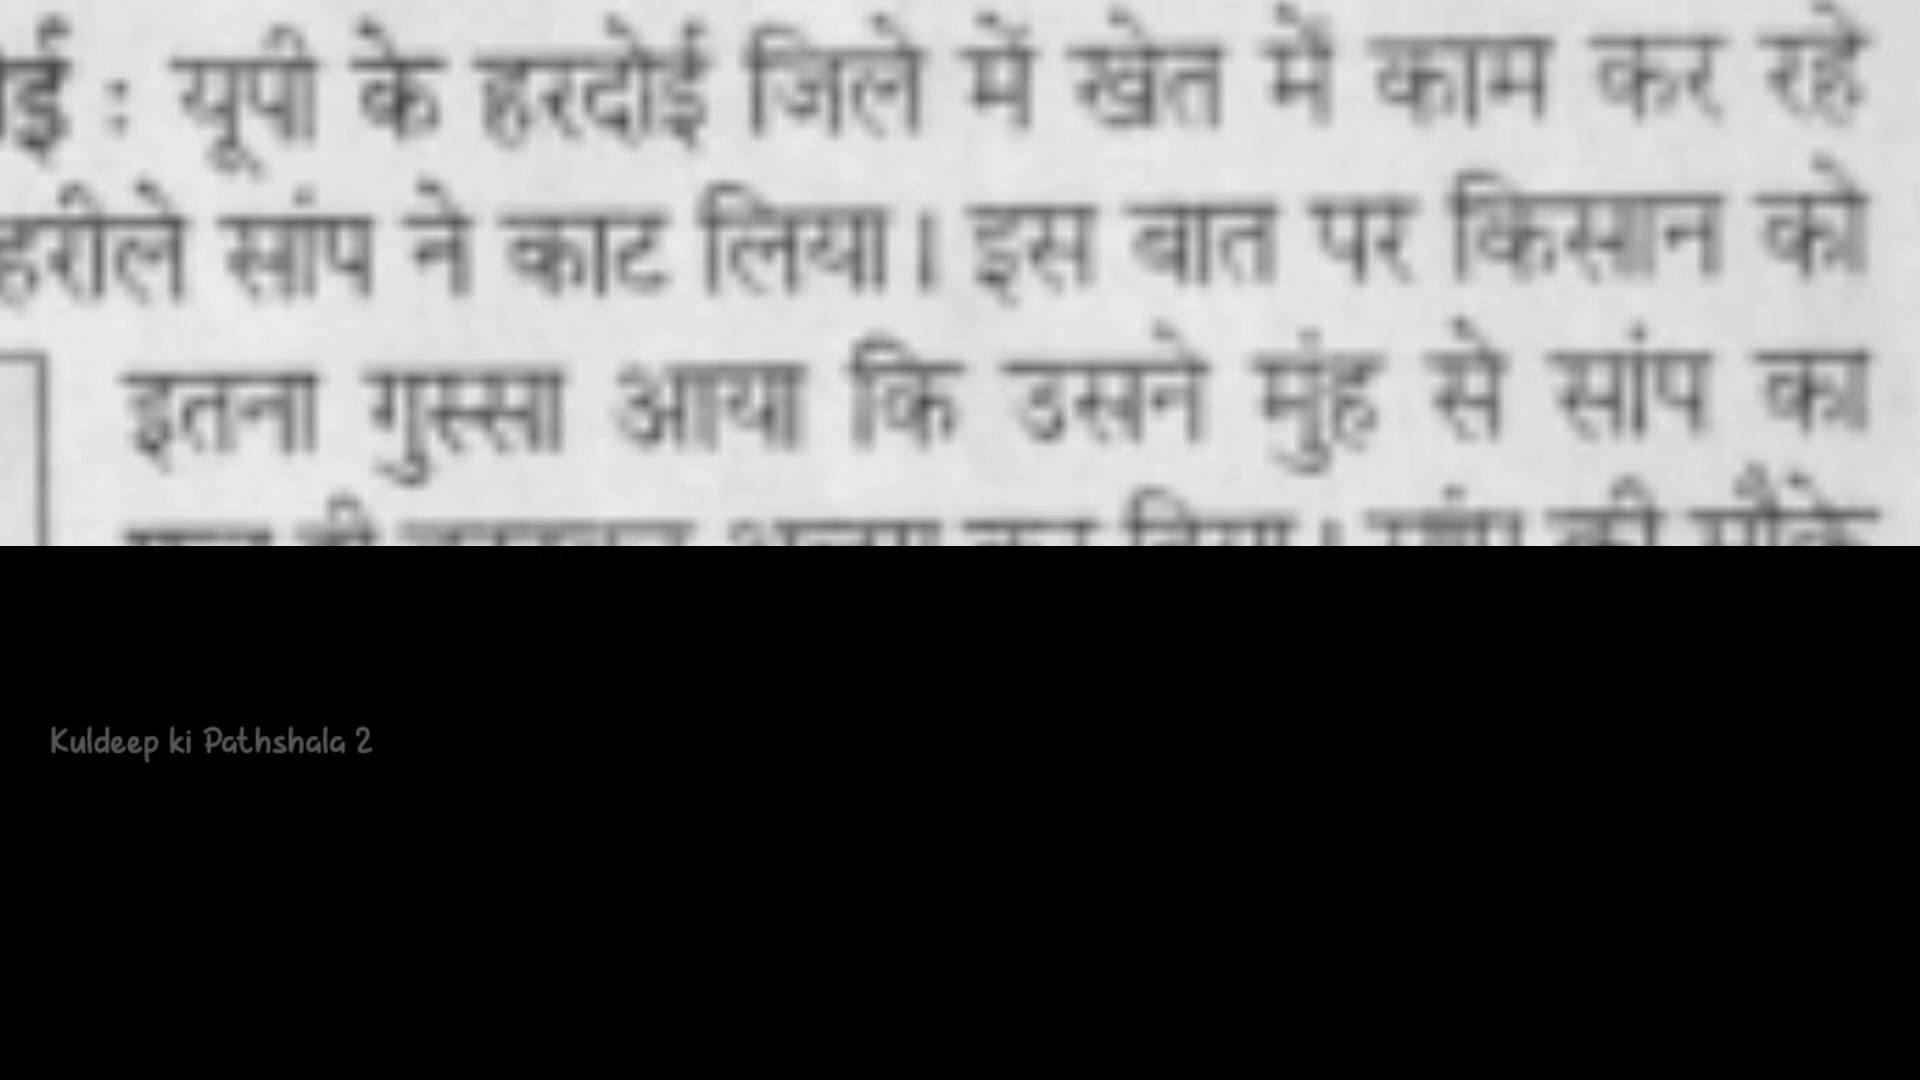 ई : यूपी के हरदोई जिले में खेत में काम कर रहे
हरीले सांप ने काट लिया। इस बात पर किसान को
इतना गुस्सा आया कि उसने मुंह से सांप का
Kuldeep ki Pathshala 2